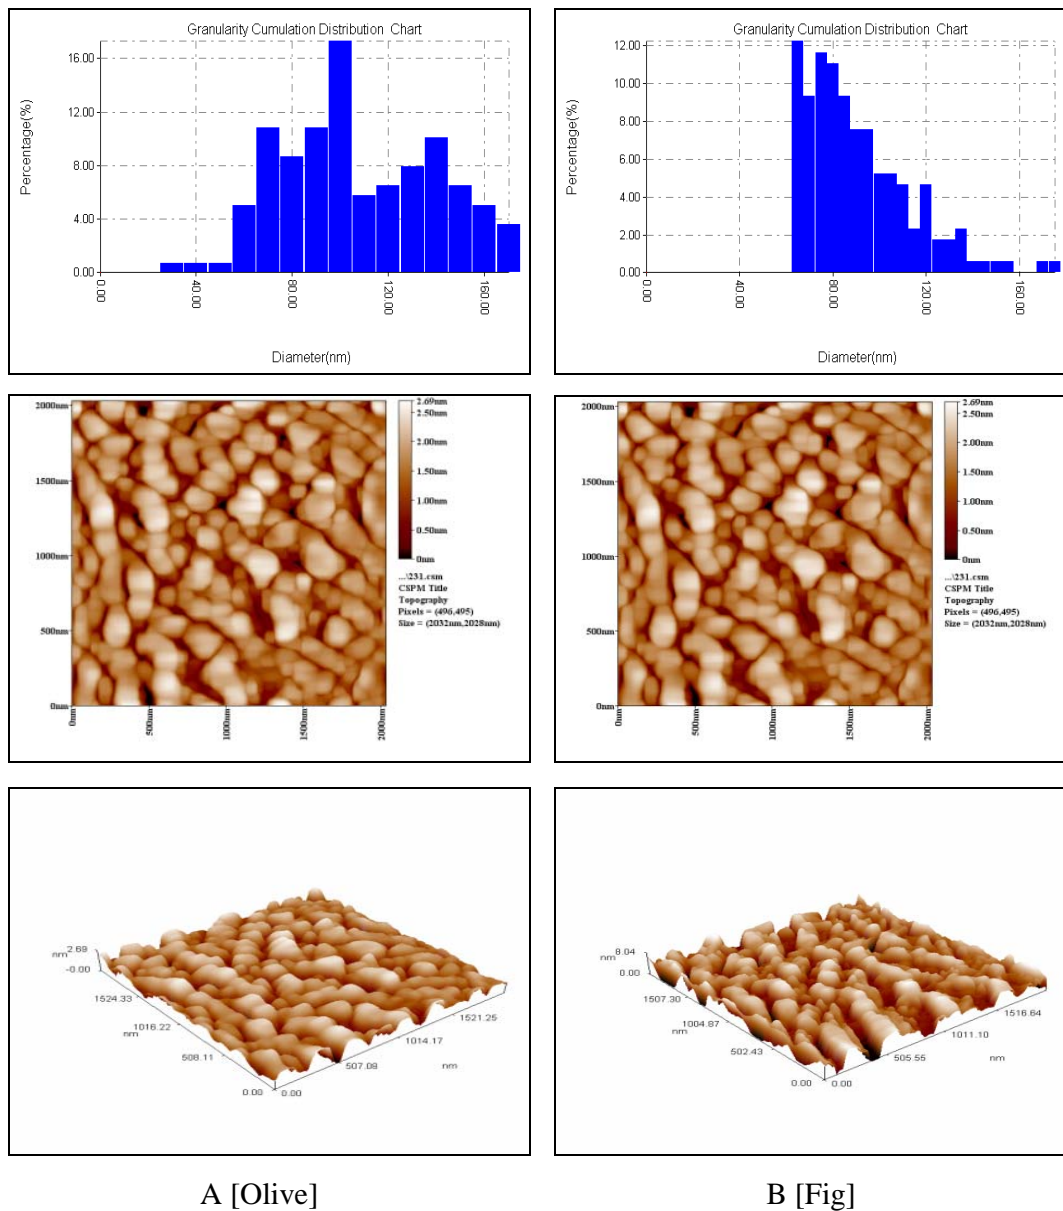 Granularity Cumulation Distribution Chart
Percentage(%)
16.00
12.00
8.00
4.00
0.00
0.00
40.00
80.00
120.00
160.00
Diameter(nm)
Granularity Cumulation Distribution Chart
Percentage(%)
12.00
10.00
8.00
6.00
4.00
2.00
0.00
0.00
40.00
80.00
120.00
160.00
Diameter(nm)
2000nm
1500nm
1000nm
500nm
0nm
0nm
500nm
1000nm
1500nm
2000nm
2.69nm
2.50nm
2.00nm
1.50nm
1.00nm
0.50nm
0nm
...\231.csm
CSPM Title
Topography
Pixels = (496,495)
Size = (2032nm,2028nm)
2000nm
1500nm
1000nm
500nm
0nm
0nm
500nm
1000nm
1500nm
2000nm
2.69nm
2.50nm
2.00nm
1.50nm
1.00nm
0.50nm
0nm
...\231.csm
CSPM Title
Topography
Pixels = (496,495)
Size = (2032nm,2028nm)
nm 2.69
-0.00
1524.33
1016.22
nm
508.11
0.00
0.00
507.08
1014.17
1521.25
nm
nm 8.04
0.00
1507.30
1004.87
nm
502.43
0.00
0.00
505.55
1011.10
1516.64
nm
A [Olive]
B [Fig]